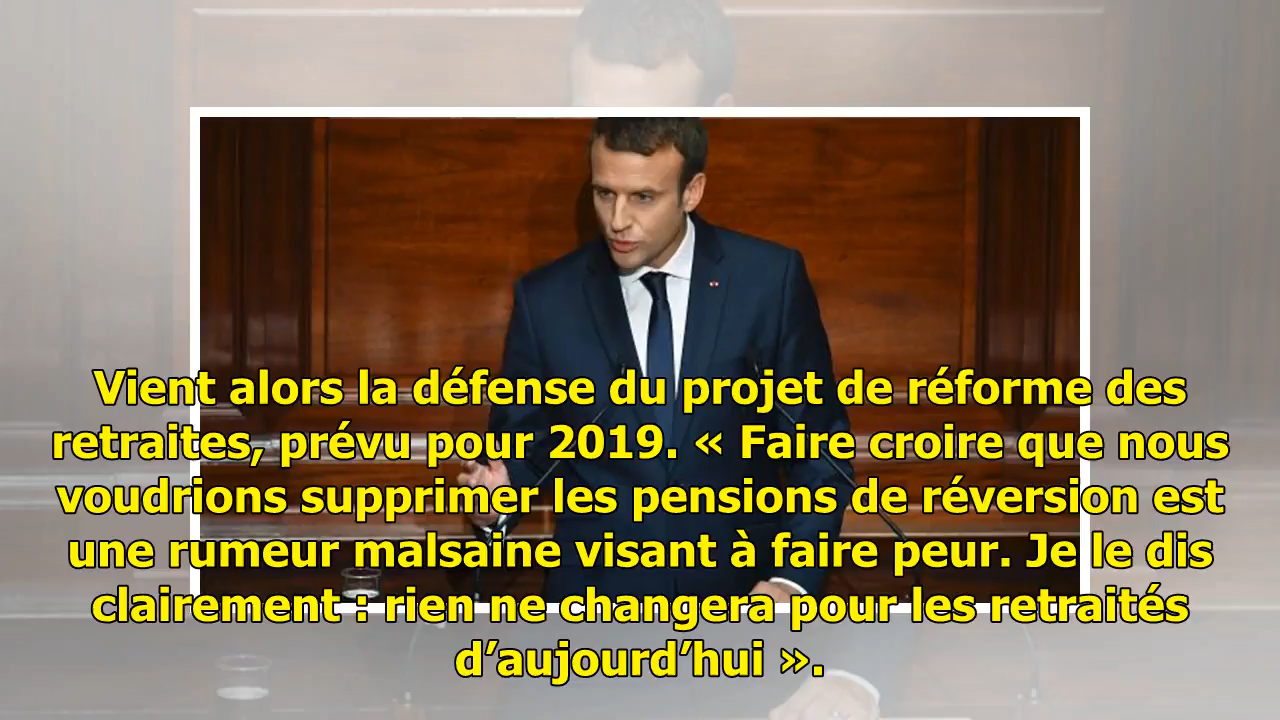 Vient alors la défense du projet de réforme des
retraites, prévu pour 2019. « Faire croire que nous
voudrions supprimer les pensions de réversion est
une rumeur malsaine visant à faire peur. Je le dis
clairement : rien ne changera pour les retraités
d’aujourd’hui ».